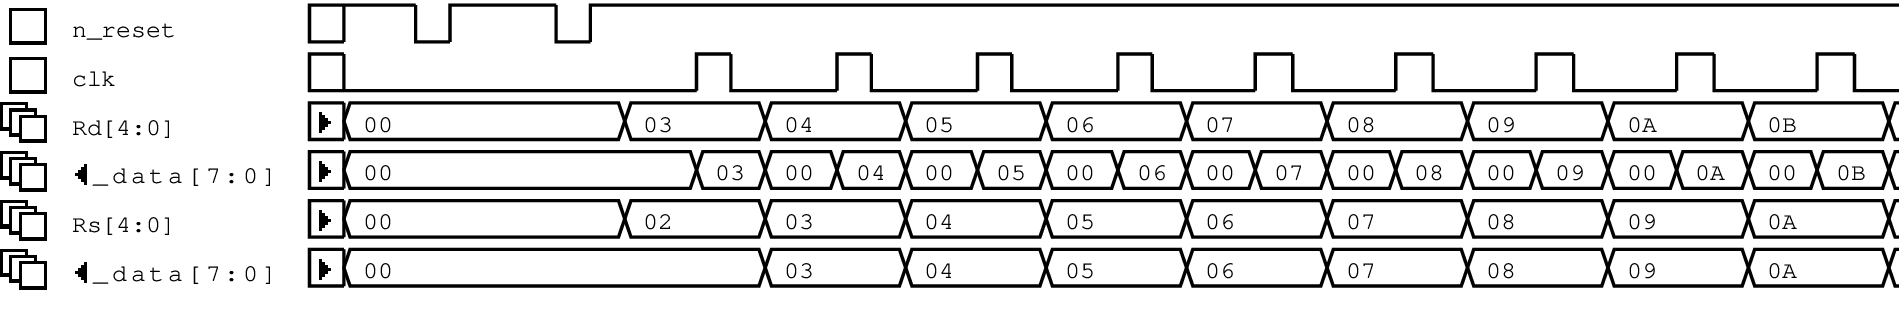 n_reset
clk
Rd[4:0] 00 03 04 05 06 07 08 09 0A 0B
_data[7:0] 00 03 00 04 00 05 00 06 00 07 00 08 00 09 00 0A 00 0B
Rs[4:0] 00 02 03 04 05 06 07 08 09 0A
_data[7:0] 00 03 04 05 06 07 08 09 0A